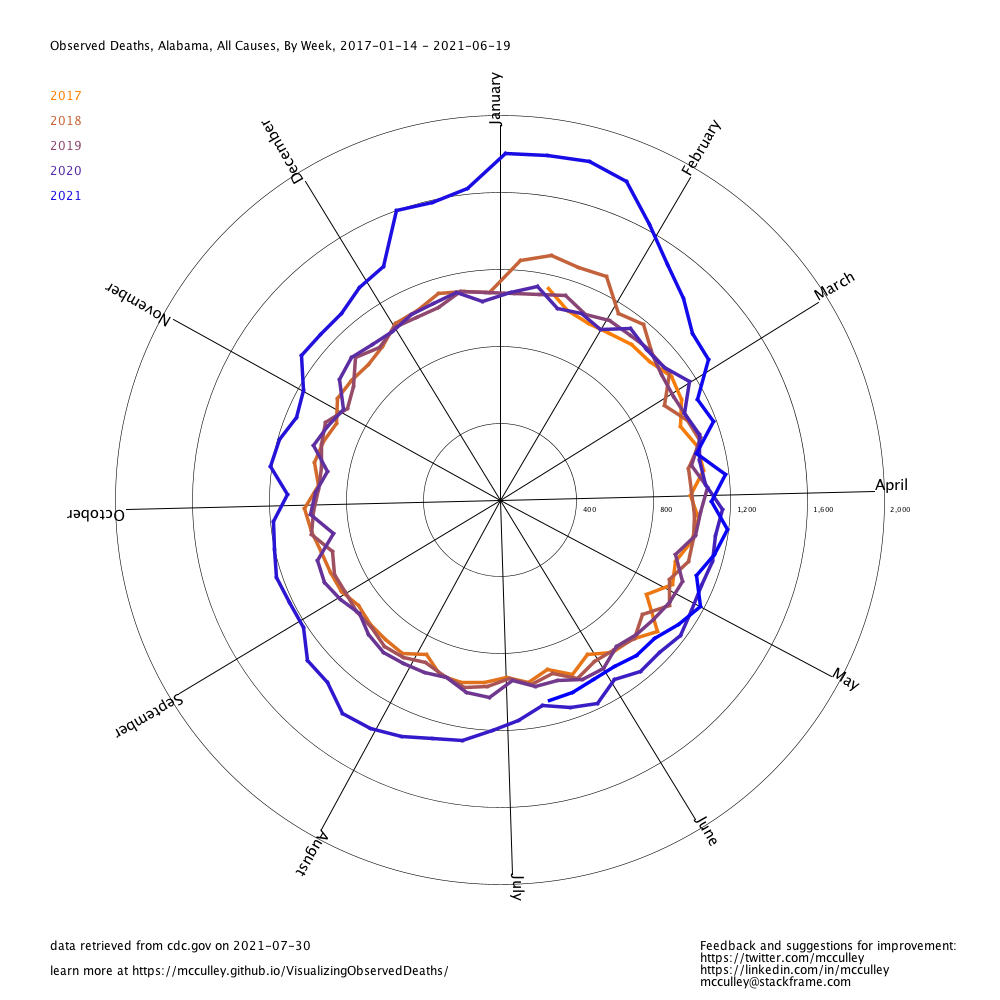 Observed Deaths, Alabama, All Causes, By Week, 2017-01-14 - 2021-06-19
2017
2018
2019
2020
2021
January
February
March
April
May
June
July
August
September
October
November
December
400
800
1,200
1,600
2,000
data retrieved from cdc.gov on 2021-07-30
learn more at https://mcculley.github.io/VisualizingObservedDeaths/
Feedback and suggestions for improvement:
https://twitter.com/mcculley
https://linkedin.com/in/mcculley
mcculley@stackframe.com